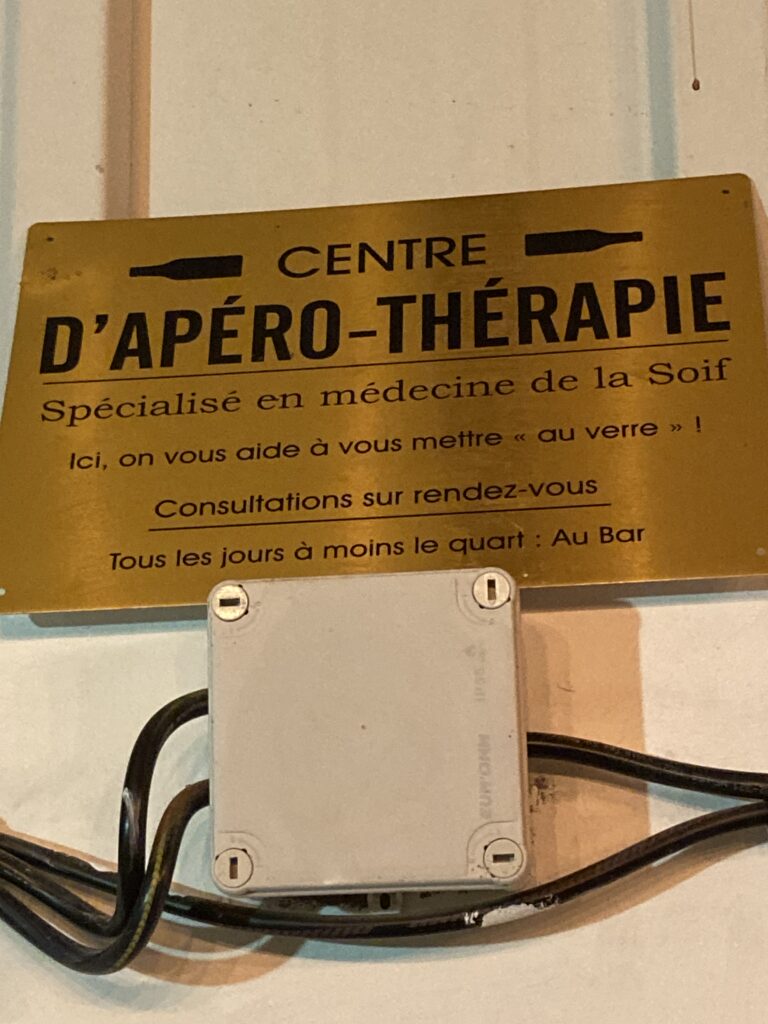 CENTRE
D'APÉRO-THÉRAPIE
Spécialisé en médecine de la Soif
Ici, on vous aide à vous mettre « au verre » !
Consultations sur rendez-vous
Tous les jours à moins le quart : Au Bar